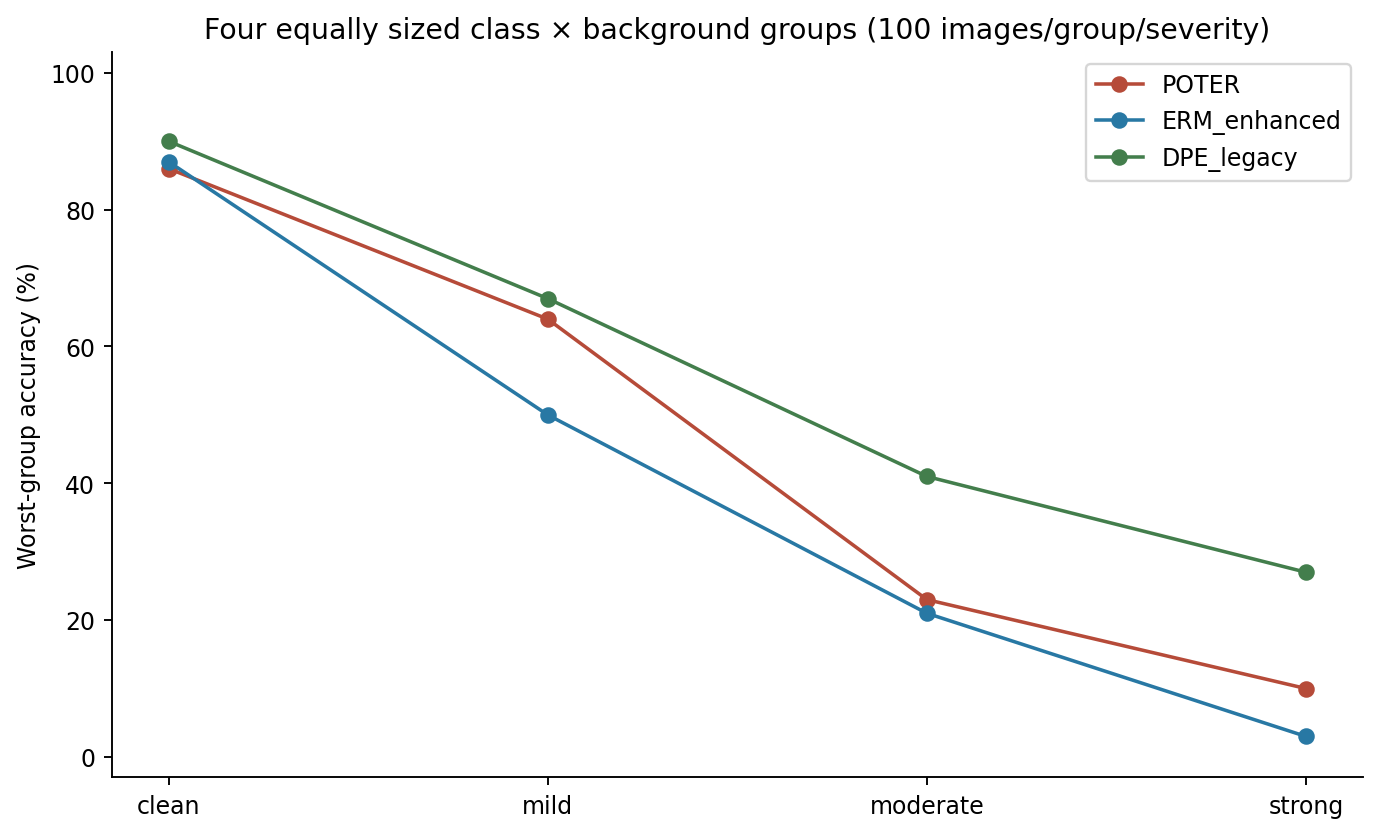 Four equally sized class × background groups (100 images/group/severity)
POTER
ERM_enhanced
DPE_legacy
Worst-group accuracy (%)
100
80
60
40
20
0
clean
mild
moderate
strong